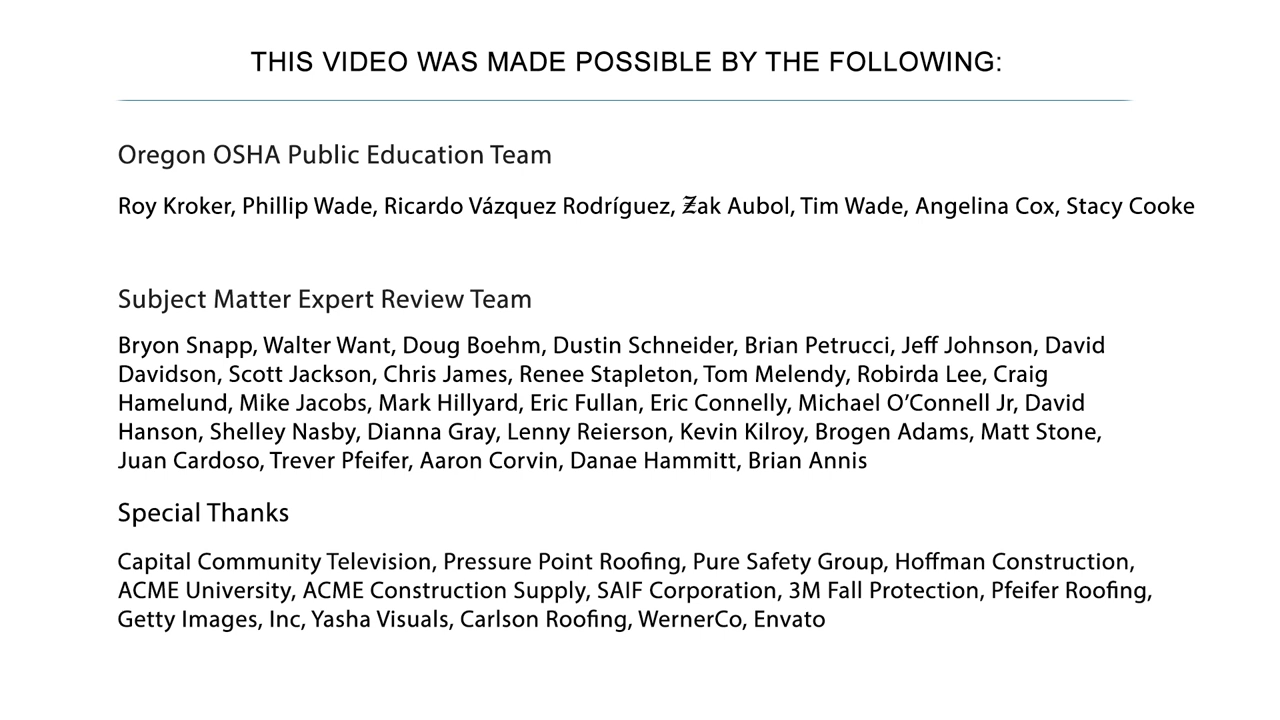 THIS VIDEO WAS MADE POSSIBLE BY THE FOLLOWING:
Oregon OSHA Public Education Team
Roy Kroker, Phillip Wade, Ricardo Vázquez Rodríguez, Ƶak Aubol, Tim Wade, Angelina Cox, Stacy Cooke
Subject Matter Expert Review Team
Bryon Snapp, Walter Want, Doug Boehm, Dustin Schneider, Brian Petrucci, Jeff Johnson, David
Davidson, Scott Jackson, Chris James, Renee Stapleton, Tom Melendy, Robirda Lee, Craig
Hamelund, Mike Jacobs, Mark Hillyard, Eric Fullan, Eric Connelly, Michael O’Connell Jr, David
Hanson, Shelley Nasby, Dianna Gray, Lenny Reierson, Kevin Kilroy, Brogen Adams, Matt Stone,
Juan Cardoso, Trever Pfeifer, Aaron Corvin, Danae Hammitt, Brian Annis
Special Thanks
Capital Community Television, Pressure Point Roofing, Pure Safety Group, Hoffman Construction,
ACME University, ACME Construction Supply, SAIF Corporation, 3M Fall Protection, Pfeifer Roofing,
Getty Images, Inc, Yasha Visuals, Carlson Roofing, WernerCo, Envato